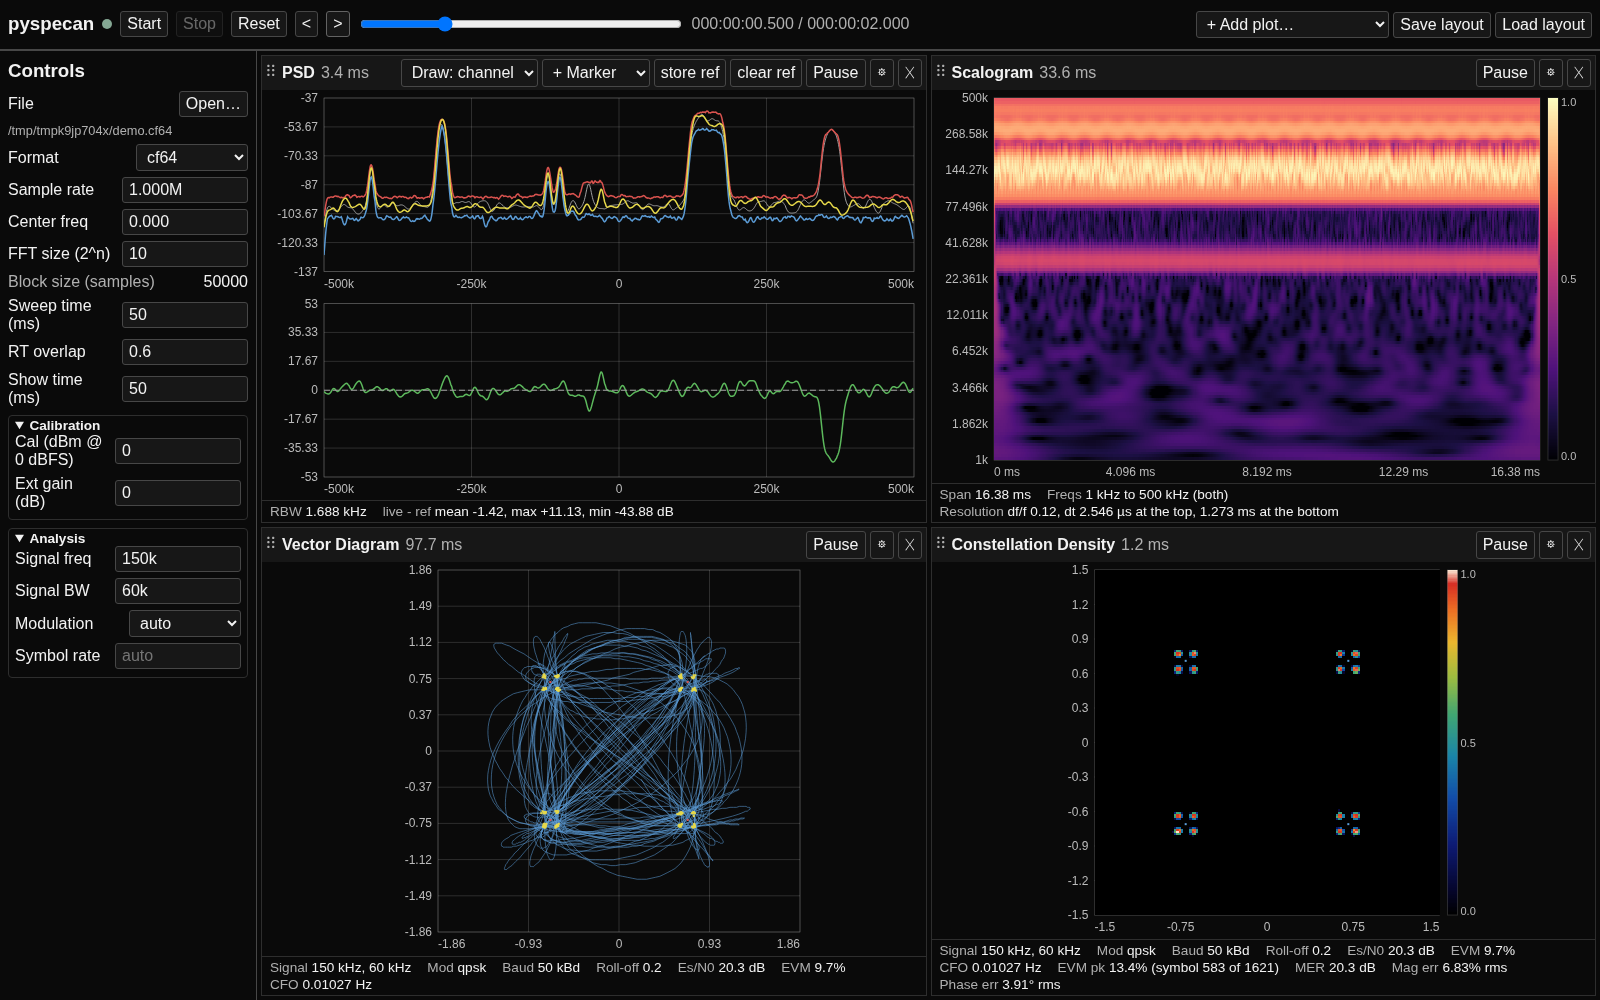 pyspecan Start Stop Reset < > 000:00:00.500 / 000:00:02.000 + Add plot… Save layout Load layout
Controls
File Open…
/tmp/tmpk9jp704x/demo.cf64
Format cf64
Sample rate 1.000M
Center freq 0.000
FFT size (2^n) 10
Block size (samples) 50000
Sweep time (ms) 50
RT overlap 0.6
Show time (ms) 50
▼ Calibration
Cal (dBm @ 0 dBFS) 0
Ext gain (dB) 0
▼ Analysis
Signal freq 150k
Signal BW 60k
Modulation auto
Symbol rate auto
PSD 3.4 ms Draw: channel + Marker store ref clear ref Pause
-37
-53.67
-70.33
-87
-103.67
-120.33
-137
-500k -250k 0 250k 500k
53
35.33
17.67
0
-17.67
-35.33
-53
-500k -250k 0 250k 500k
RBW 1.688 kHz live - ref mean -1.42, max +11.13, min -43.88 dB
Scalogram 33.6 ms Pause
500k
268.58k
144.27k
77.496k
41.628k
22.361k
12.011k
6.452k
3.466k
1.862k
1k
0 ms 4.096 ms 8.192 ms 12.29 ms 16.38 ms
1.0
0.5
0.0
Span 16.38 ms Freqs 1 kHz to 500 kHz (both)
Resolution df/f 0.12, dt 2.546 µs at the top, 1.273 ms at the bottom
Vector Diagram 97.7 ms Pause
1.86
1.49
1.12
0.75
0.37
0
-0.37
-0.75
-1.12
-1.49
-1.86
-1.86 -0.93 0 0.93 1.86
Signal 150 kHz, 60 kHz Mod qpsk Baud 50 kBd Roll-off 0.2 Es/N0 20.3 dB EVM 9.7%
CFO 0.01027 Hz
Constellation Density 1.2 ms Pause
1.5
1.2
0.9
0.6
0.3
0
-0.3
-0.6
-0.9
-1.2
-1.5
-1.5 -0.75 0 0.75 1.5
1.0
0.5
0.0
Signal 150 kHz, 60 kHz Mod qpsk Baud 50 kBd Roll-off 0.2 Es/N0 20.3 dB EVM 9.7%
CFO 0.01027 Hz EVM pk 13.4% (symbol 583 of 1621) MER 20.3 dB Mag err 6.83% rms
Phase err 3.91° rms